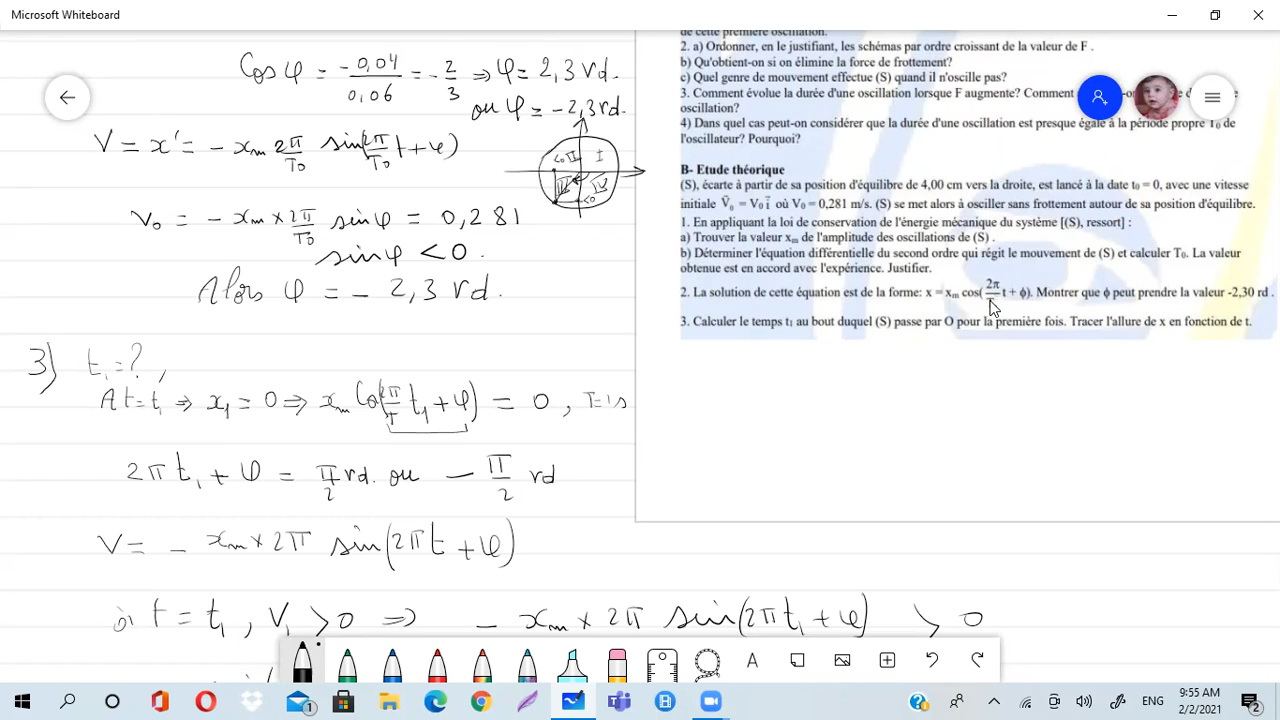 Microsoft Whiteboard
Cos φ = -0,04 / 0,06 = - 2/3 ⇒ φ = 2,3 rd.
ou φ = -2,3 rd.
V = x' = - xm 2π/T0 sin(2π/T0 t + φ)
I
V0 = - xm × 2π/T0 sin φ = 0,281
sin φ < 0.
Alors φ = - 2,3 rd.
3) t1 = ?,
At = t1 ⇒ x1 = 0 ⇒ xm Cos(2π/T t1 + φ) = 0 , T=1s
2π t1 + φ = π/2 rd. ou - π/2 rd
V = - xm × 2π sin(2π t + φ)
à t = t1, V1 > 0 ⇒ - xm × 2π sin(2π t1 + φ) > 0
de cette première oscillation.
2. a) Ordonner, en le justifiant, les schémas par ordre croissant de la valeur de F .
b) Qu'obtient-on si on élimine la force de frottement?
c) Quel genre de mouvement effectue (S) quand il n'oscille pas?
3. Comment évolue la durée d'une oscillation lorsque F augmente? Comment
oscillation?
4) Dans quel cas peut-on considérer que la durée d'une oscillation est presque égale à la période propre T0 de
l'oscillateur? Pourquoi?
B- Etude théorique
(S), écarte à partir de sa position d'équilibre de 4,00 cm vers la droite, est lancé à la date t0 = 0, avec une vitesse
initiale V⃗0 = V0 i⃗ où V0 = 0,281 m/s. (S) se met alors à osciller sans frottement autour de sa position d'équilibre.
1. En appliquant la loi de conservation de l'énergie mécanique du système [(S), ressort] :
a) Trouver la valeur xm de l'amplitude des oscillations de (S) .
b) Déterminer l'équation différentielle du second ordre qui régit le mouvement de (S) et calculer T0. La valeur
obtenue est en accord avec l'expérience. Justifier.
2. La solution de cette équation est de la forme: x = xm cos(2π/ t + ϕ). Montrer que ϕ peut prendre la valeur -2,30 rd .
3. Calculer le temps t1 au bout duquel (S) passe par O pour la première fois. Tracer l'allure de x en fonction de t.
A
ENG
9:55 AM
2/2/2021
1
2